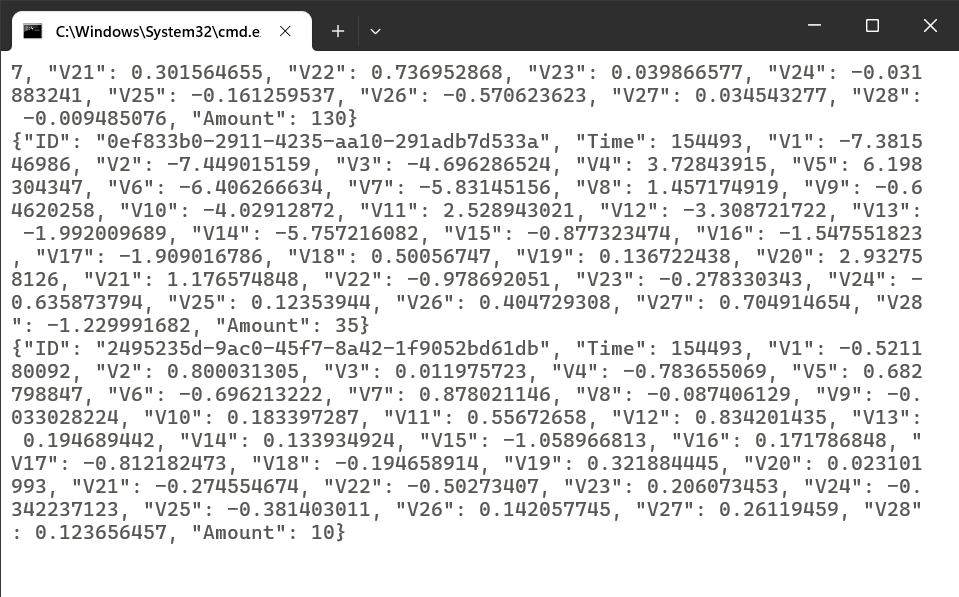 C:\Windows\System32\cmd.e
7, "V21": 0.301564655, "V22": 0.736952868, "V23": 0.039866577, "V24": -0.031
883241, "V25": -0.161259537, "V26": -0.570623623, "V27": 0.034543277, "V28":
 -0.009485076, "Amount": 130}
{"ID": "0ef833b0-2911-4235-aa10-291adb7d533a", "Time": 154493, "V1": -7.3815
46986, "V2": -7.449015159, "V3": -4.696286524, "V4": 3.72843915, "V5": 6.198
304347, "V6": -6.406266634, "V7": -5.83145156, "V8": 1.457174919, "V9": -0.6
4620258, "V10": -4.02912872, "V11": 2.528943021, "V12": -3.308721722, "V13":
 -1.992009689, "V14": -5.757216082, "V15": -0.877323474, "V16": -1.547551823
, "V17": -1.909016786, "V18": 0.50056747, "V19": 0.136722438, "V20": 2.93275
8126, "V21": 1.176574848, "V22": -0.978692051, "V23": -0.278330343, "V24": -
0.635873794, "V25": 0.12353944, "V26": 0.404729308, "V27": 0.704914654, "V28
": -1.229991682, "Amount": 35}
{"ID": "2495235d-9ac0-45f7-8a42-1f9052bd61db", "Time": 154493, "V1": -0.5211
80092, "V2": 0.800031305, "V3": 0.011975723, "V4": -0.783655069, "V5": 0.682
798847, "V6": -0.696213222, "V7": 0.878021146, "V8": -0.087406129, "V9": -0.
033028224, "V10": 0.183397287, "V11": 0.55672658, "V12": 0.834201435, "V13":
 0.194689442, "V14": 0.133934924, "V15": -1.058966813, "V16": 0.171786848, "
V17": -0.812182473, "V18": -0.194658914, "V19": 0.321884445, "V20": 0.023101
993, "V21": -0.274554674, "V22": -0.50273407, "V23": 0.206073453, "V24": -0.
342237123, "V25": -0.381403011, "V26": 0.142057745, "V27": 0.26119459, "V28"
: 0.123656457, "Amount": 10}